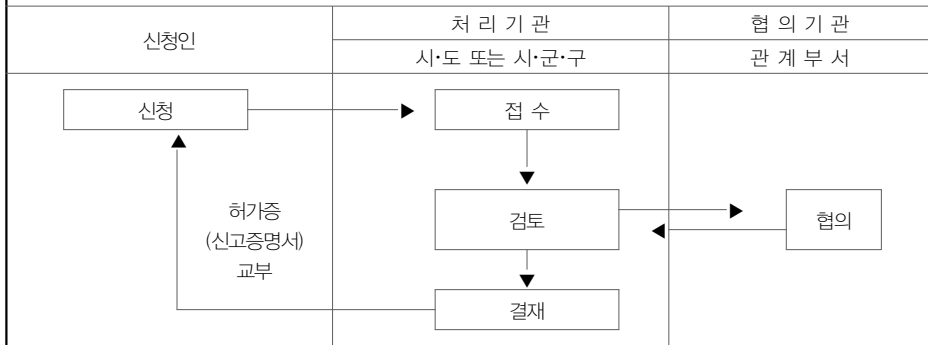 신청인
처 리 기 관
협 의 기 관
시·도 또는 시·군·구
관 계 부 서
신청
접 수
허가증
(신고증명서)
교부
검토
협의
결재